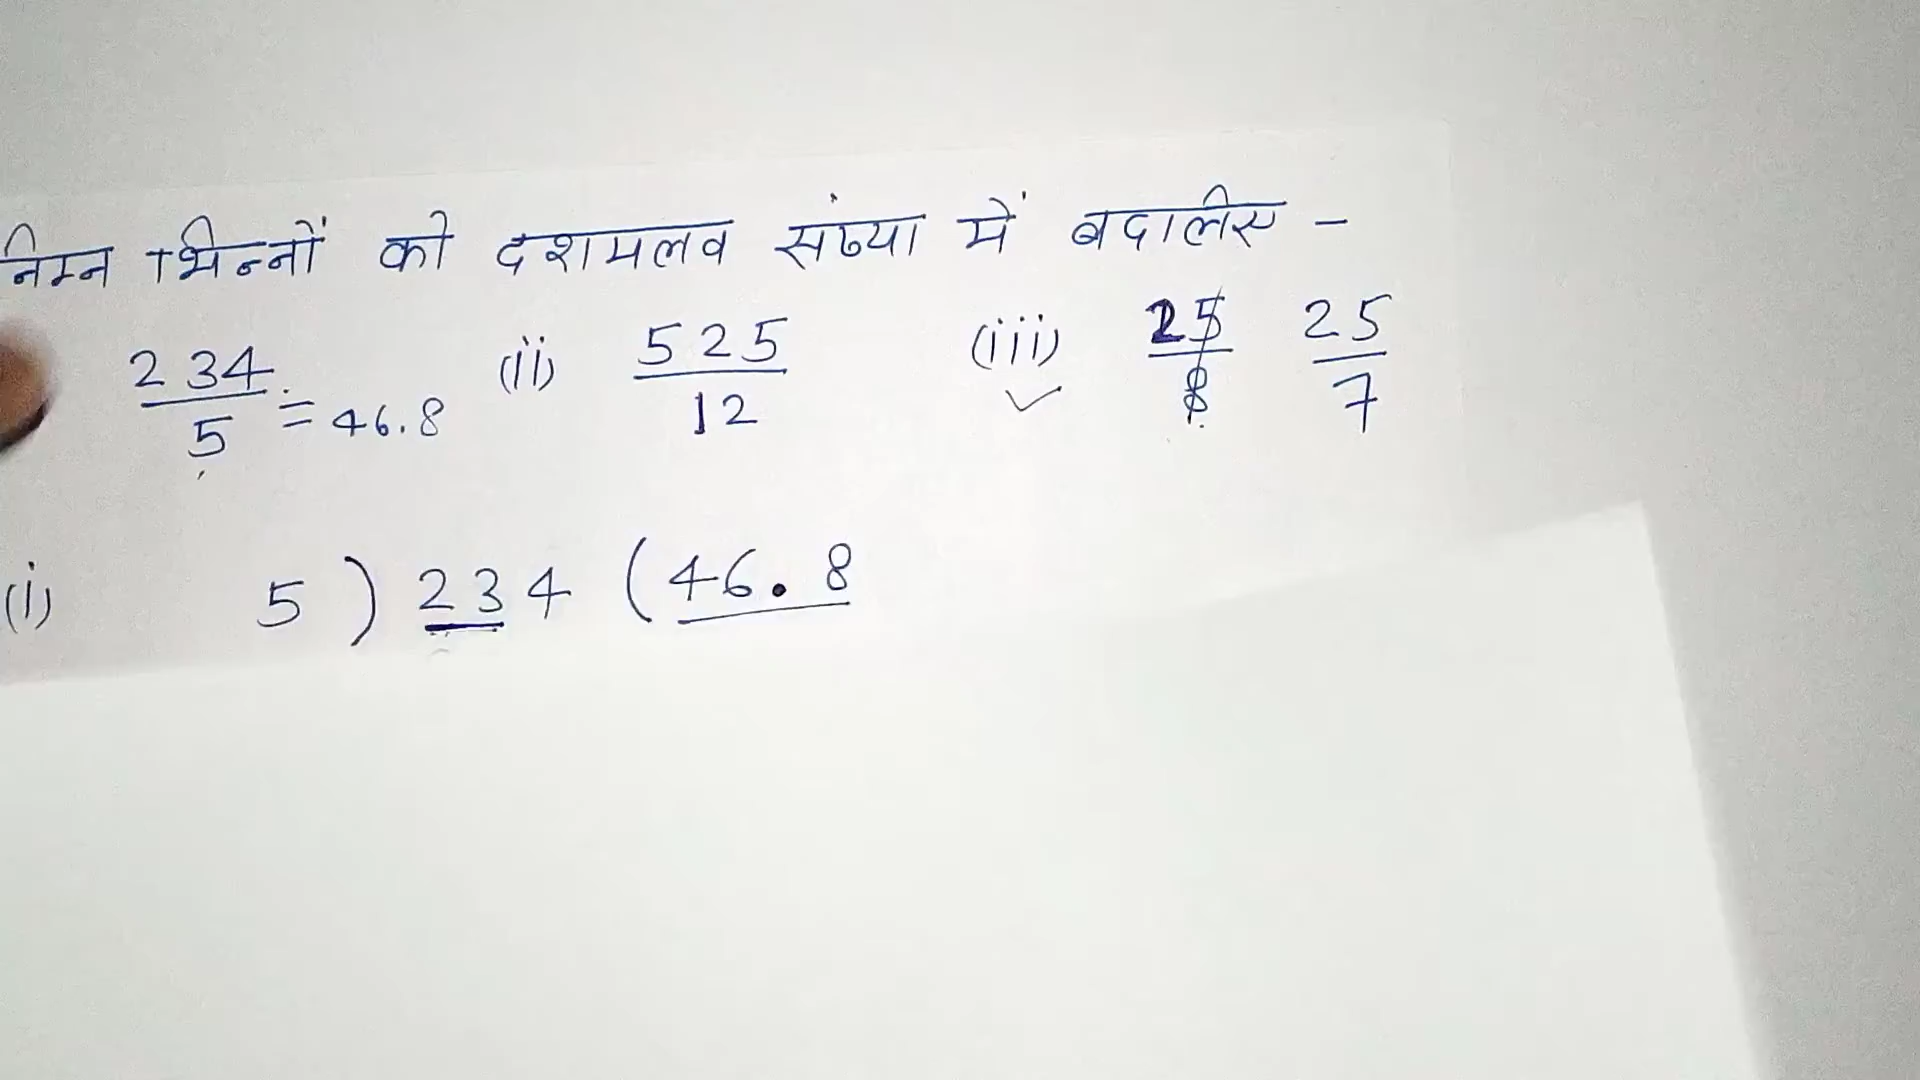 निम्न भिन्नों को दशमलव संख्या में बदलिए -
234/5 = 46.8 (ii) 525/12 (iii) 25/8 25/7
(i) 5 ) 234 ( 46.8